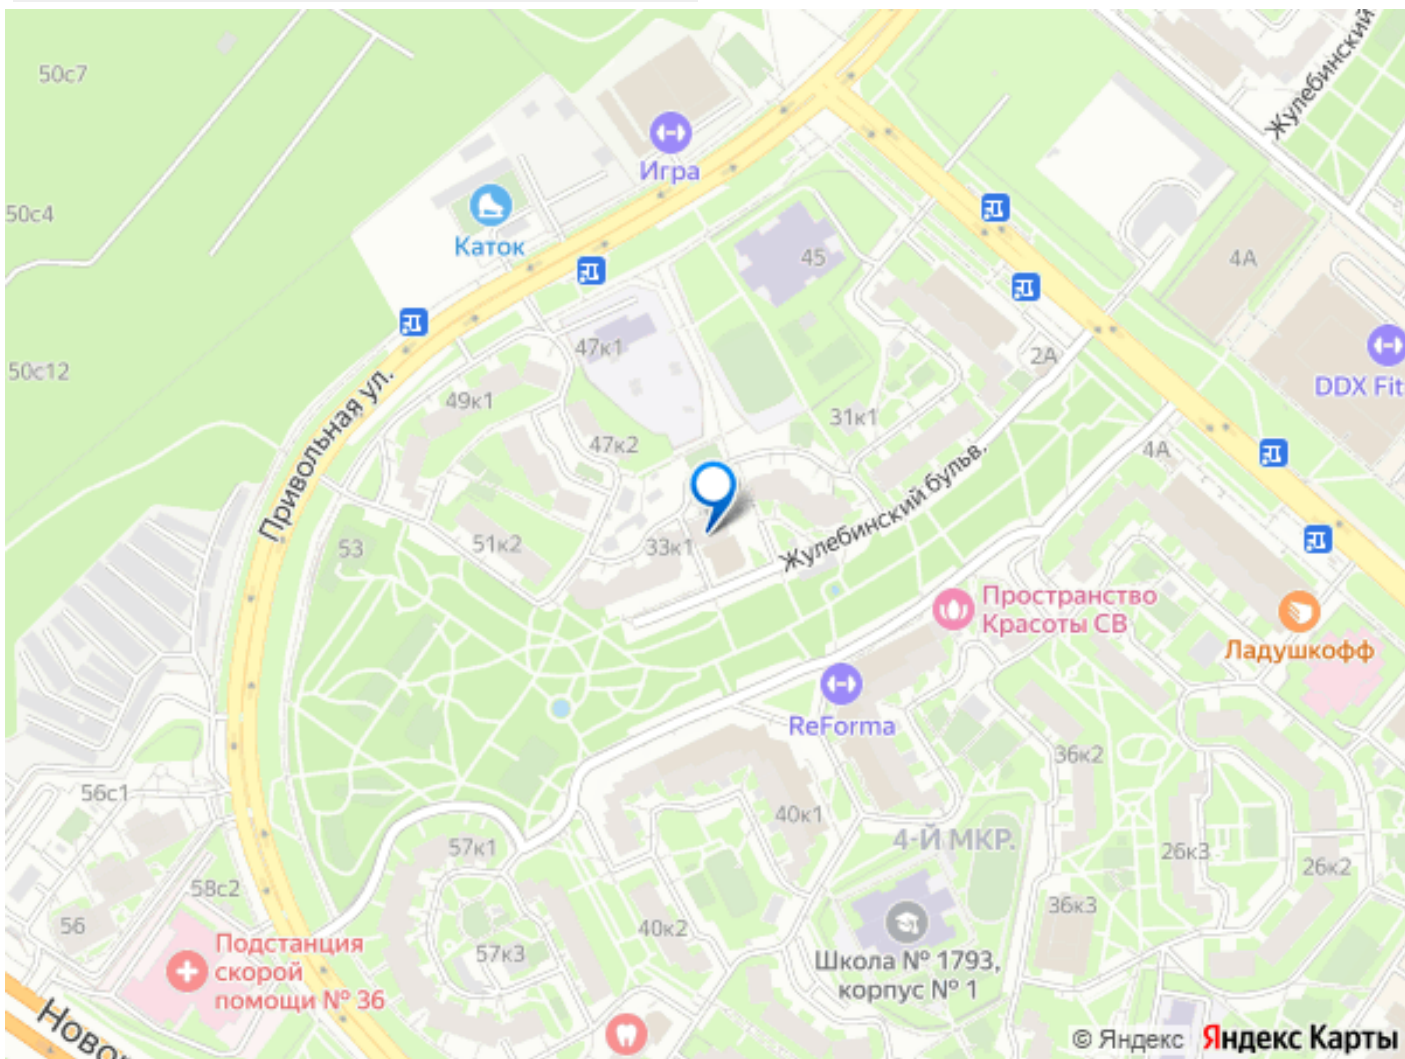 50с7
Жулебинский
Игра
50с4
Каток
45
4А
47к1
2А
50с12
DDX Fit
Привольная ул.
49к1
31к1
47к2
4А
Жулебинский бульв.
53
51к2
33к1
Пространство
Красоты СВ
Ладушкофф
ReForma
36к2
56с1
40к1
4-Й МКР.
57к1
26к3
26к2
58с2
36к3
56
40к2
Подстанция
скорой
помощи № 36
57к3
Школа № 1793,
корпус № 1
Ново
© Яндекс Яндекс Карты